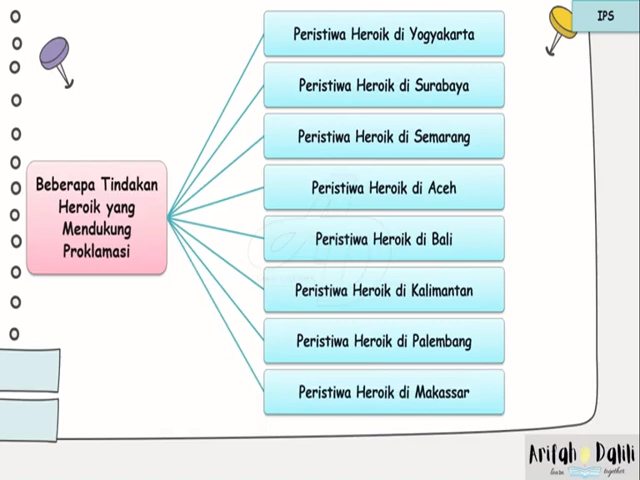 IPS
Peristiwa Heroik di Yogyakarta
Peristiwa Heroik di Surabaya
Peristiwa Heroik di Semarang
Beberapa Tindakan
Heroik yang
Mendukung
Proklamasi
Peristiwa Heroik di Aceh
Peristiwa Heroik di Bali
Peristiwa Heroik di Kalimantan
Peristiwa Heroik di Palembang
Peristiwa Heroik di Makassar
Arifah Dalili
learn together